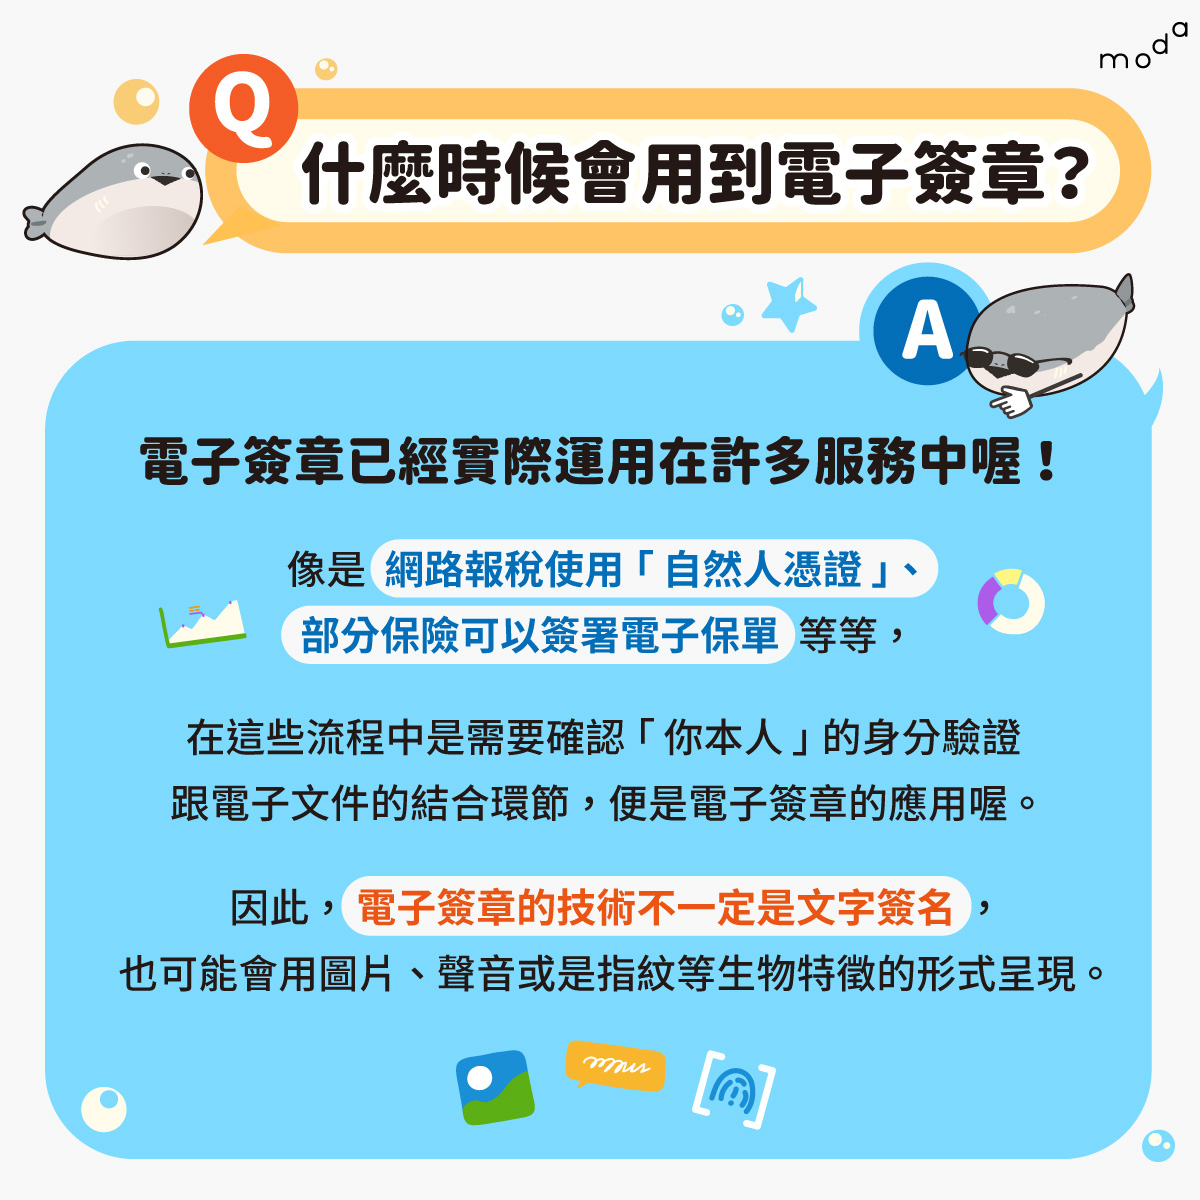 moda
Q
什麼時候會用到電子簽章？
A
電子簽章已經實際運用在許多服務中喔！
像是 網路報稅使用「自然人憑證」、
部分保險可以簽署電子保單 等等，
在這些流程中是需要確認「你本人」的身分驗證
跟電子文件的結合環節，便是電子簽章的應用喔。
因此，電子簽章的技術不一定是文字簽名，
也可能會用圖片、聲音或是指紋等生物特徵的形式呈現。